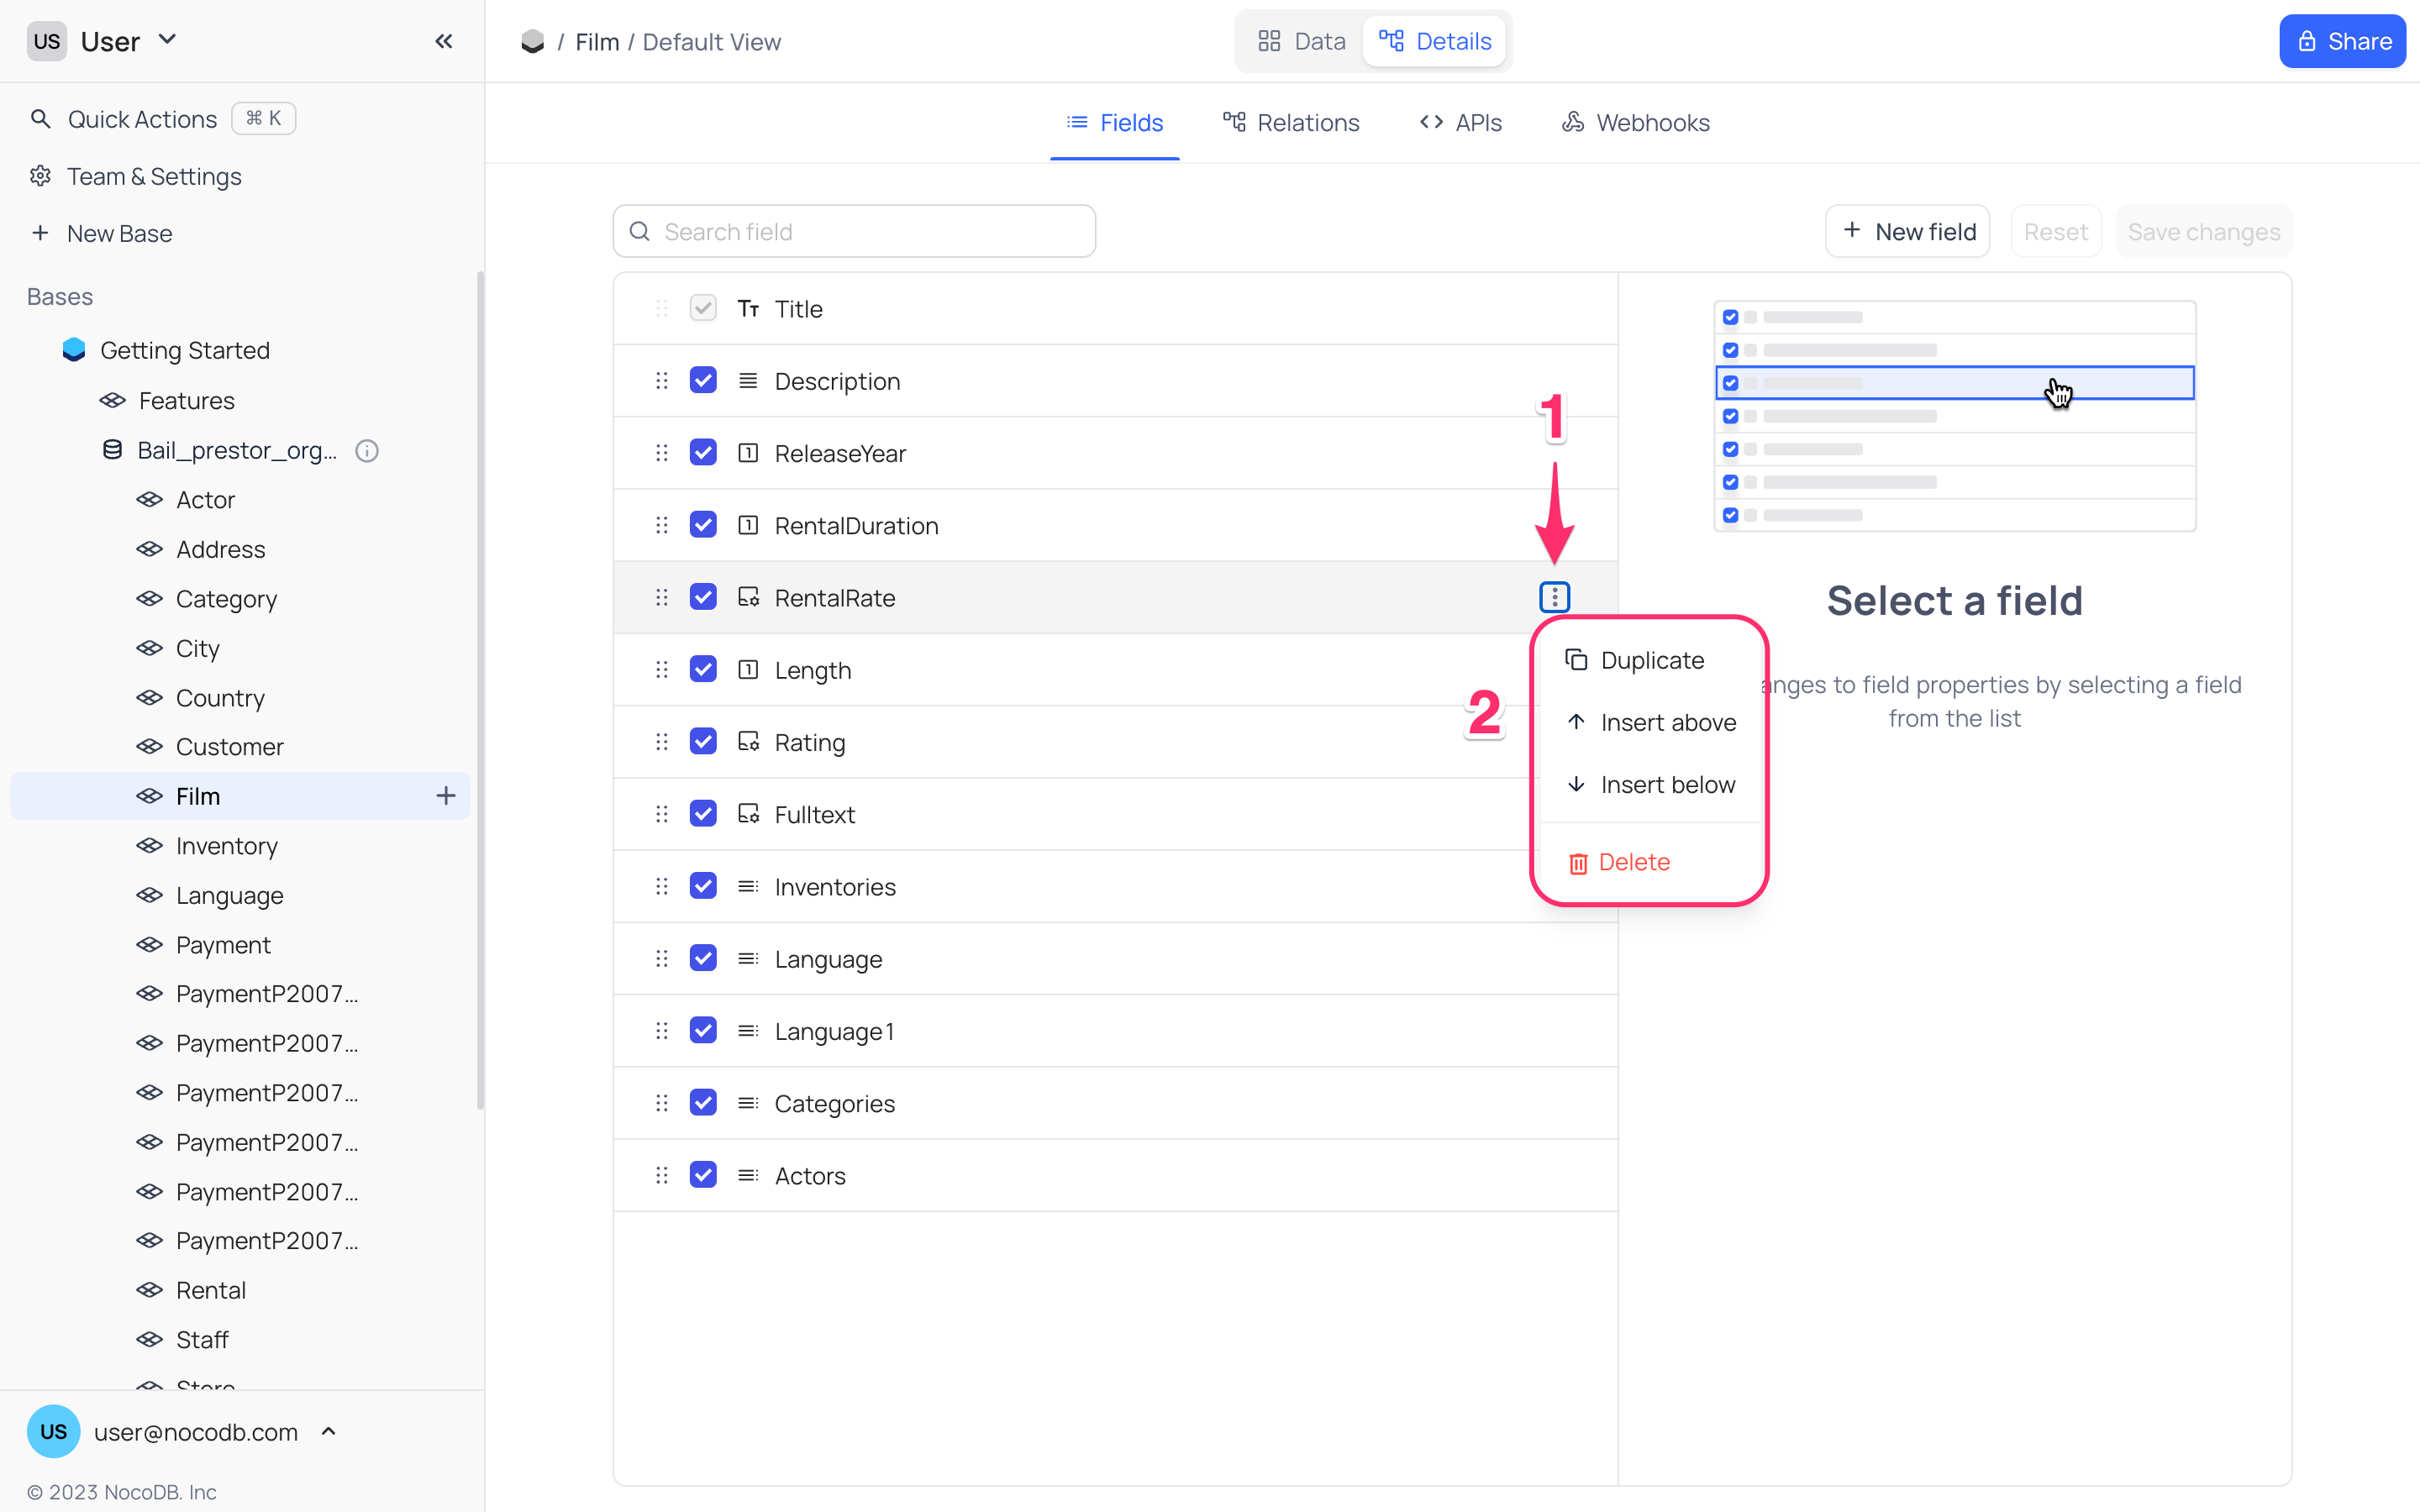 US User
Quick Actions ⌘ K
Team & Settings
New Base
Bases
Getting Started
Features
Bail_prestor_org...
Actor
Address
Category
City
Country
Customer
Film
Inventory
Language
Payment
PaymentP2007...
PaymentP2007...
PaymentP2007...
PaymentP2007...
PaymentP2007...
PaymentP2007...
Rental
Staff
Store
US user@nocodb.com
© 2023 NocoDB. Inc
/ Film / Default View
Data Details
Share
Fields Relations APIs Webhooks
Search field
New field Reset Save changes
Title
Description
ReleaseYear
RentalDuration
RentalRate
Length
Rating
Fulltext
Inventories
Language
Language1
Categories
Actors
1
2
Duplicate
Insert above
Insert below
Delete
Select a field
to field properties by selecting a field
from the list